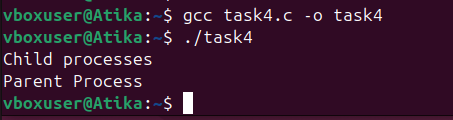 vboxuser@Atika:~$ gcc task4.c -o task4
vboxuser@Atika:~$ ./task4
Child processes
Parent Process
vboxuser@Atika:~$